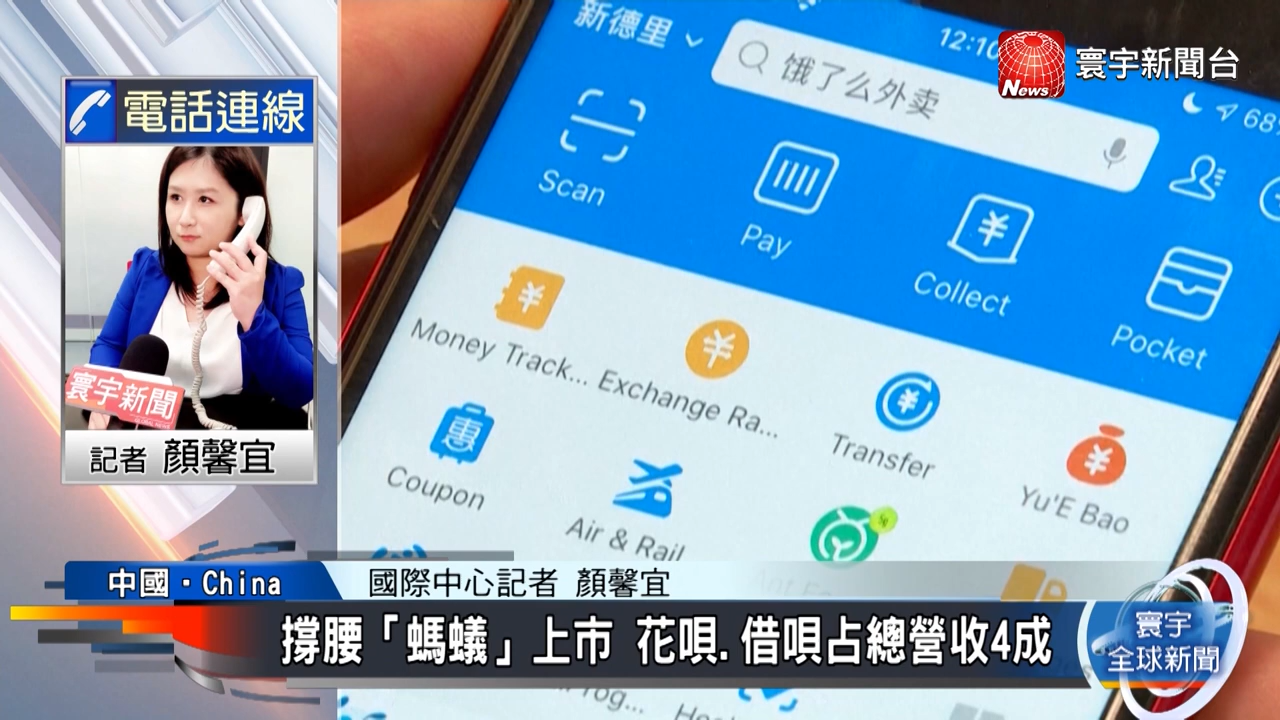 電話連線
寰宇新聞
記者 顏馨宜
新德里
12:10
饿了么外卖
News
寰宇新聞台
68%
Scan
Pay
Collect
Pocket
Money Track...
Exchange Ra...
Transfer
Yu'E Bao
惠
Coupon
Air & Rail
中國·China
國際中心記者 顏馨宜
撐腰「螞蟻」上市 花唄.借唄占總營收4成
寰宇
全球新聞